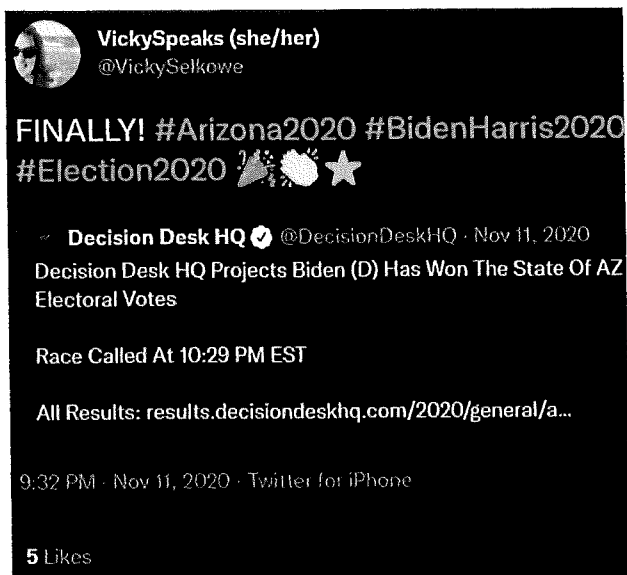 VickySpeaks (she/her)
@VickySelkowe
FINALLY! #Arizona2020 #BidenHarris2020
#Election2020 🎉👏⭐
Decision Desk HQ @DecisionDeskHQ · Nov 11, 2020
Decision Desk HQ Projects Biden (D) Has Won The State Of AZ
Electoral Votes
Race Called At 10:29 PM EST
All Results: results.decisiondeskhq.com/2020/general/a...
9:32 PM · Nov 11, 2020 · Twitter for iPhone
5 Likes